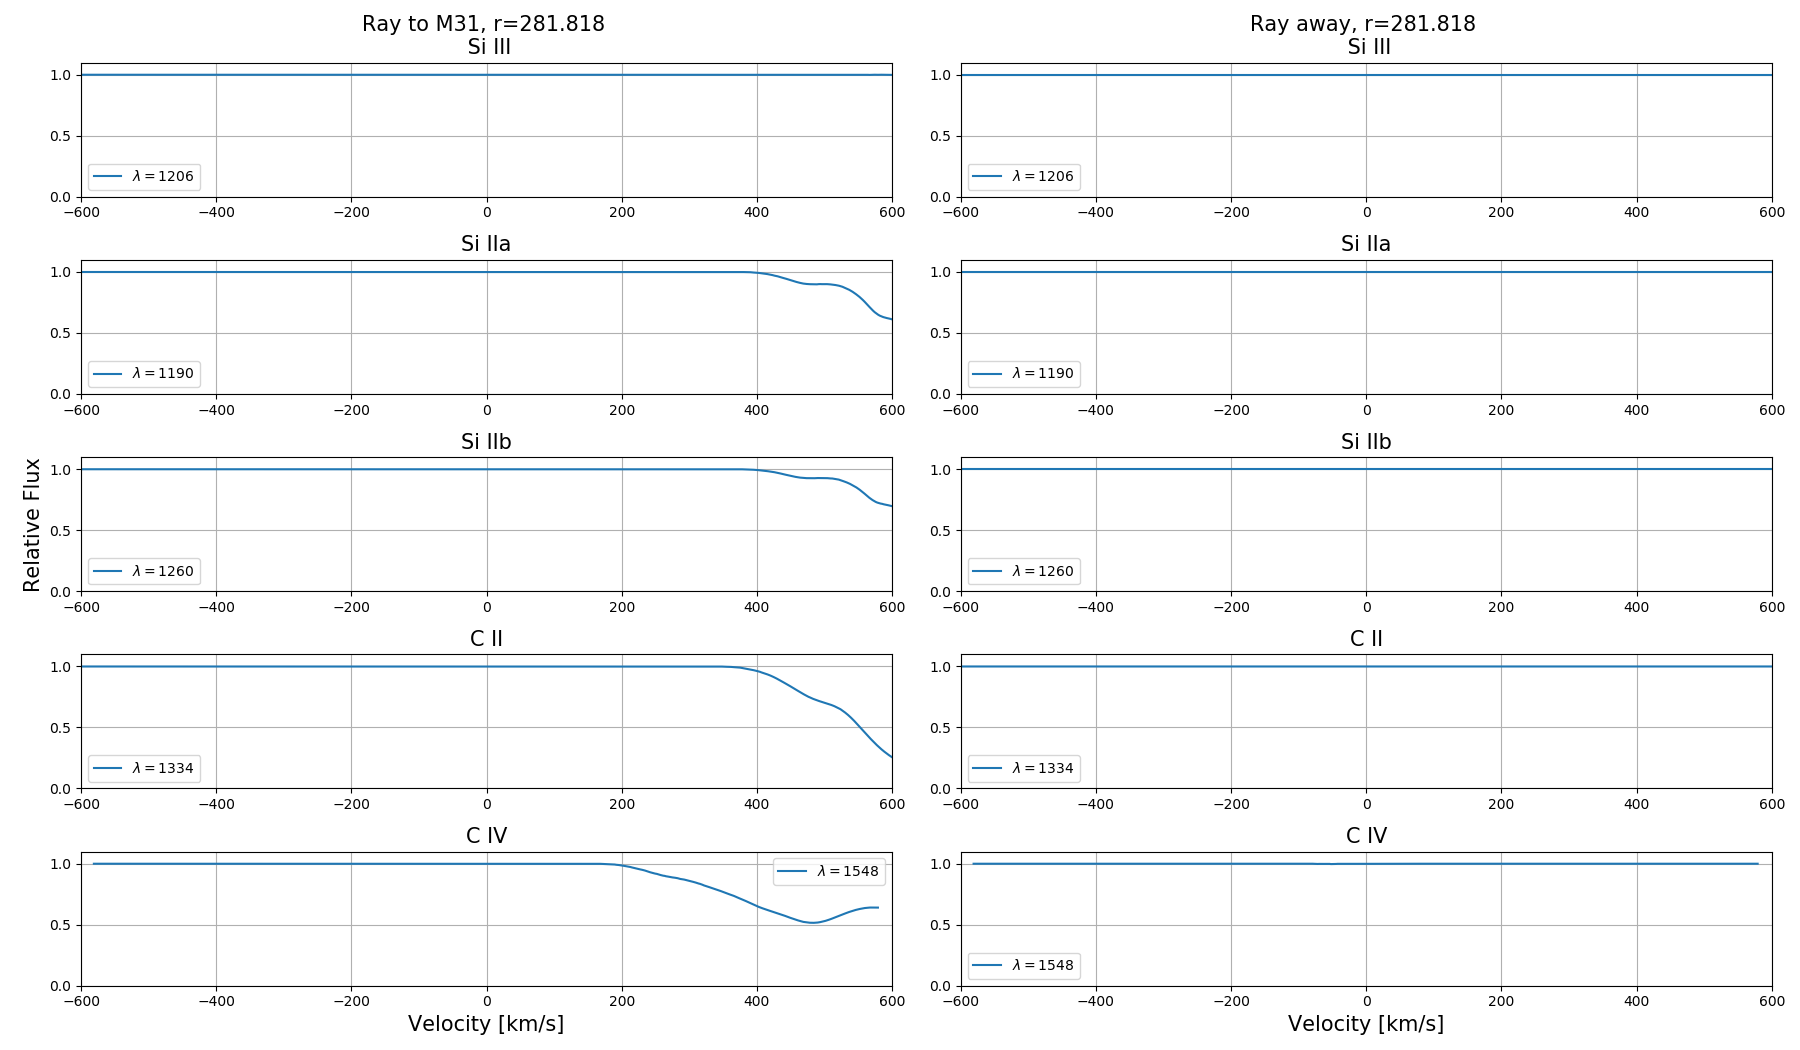 Ray to M31, r=281.818
Si III
1.0
0.5
0.0
λ = 1206
−600 −400 −200 0 200 400 600
Si IIa
1.0
0.5
0.0
λ = 1190
−600 −400 −200 0 200 400 600
Si IIb
1.0
0.5
0.0
λ = 1260
−600 −400 −200 0 200 400 600
Relative Flux
C II
1.0
0.5
0.0
λ = 1334
−600 −400 −200 0 200 400 600
C IV
1.0
0.5
0.0
λ = 1548
−600 −400 −200 0 200 400 600
Velocity [km/s]
Ray away, r=281.818
Si III
1.0
0.5
0.0
λ = 1206
−600 −400 −200 0 200 400 600
Si IIa
1.0
0.5
0.0
λ = 1190
−600 −400 −200 0 200 400 600
Si IIb
1.0
0.5
0.0
λ = 1260
−600 −400 −200 0 200 400 600
C II
1.0
0.5
0.0
λ = 1334
−600 −400 −200 0 200 400 600
C IV
1.0
0.5
0.0
λ = 1548
−600 −400 −200 0 200 400 600
Velocity [km/s]